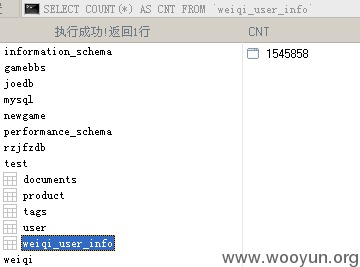 SELECT COUNT(*) AS CNT FROM `weiqi_user_info`
执行成功!返回1行
CNT
information_schema
1545858
gamebbs
joedb
mysql
newgame
performance_schema
rzjfzdb
test
documents
product
tags
user
weiqi_user_info
weiqi
www.wooyun.org